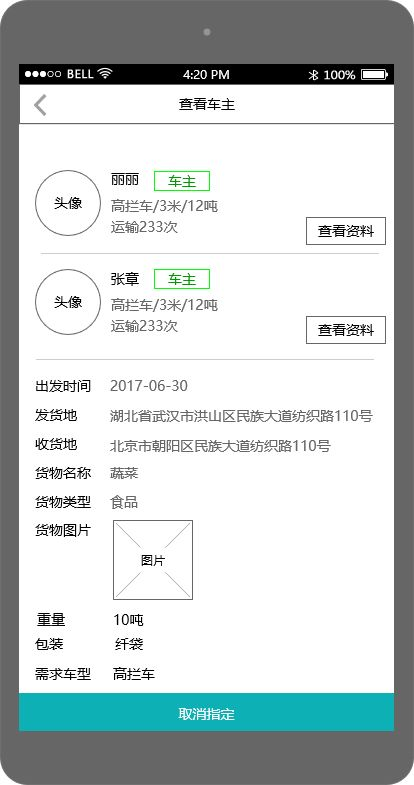 BELL 4:20 PM 100%
查看车主
头像
丽丽 车主
高拦车/3米/12吨
运输233次
查看资料
头像
张章 车主
高拦车/3米/12吨
运输233次
查看资料
出发时间 2017-06-30
发货地 湖北省武汉市洪山区民族大道纺织路110号
收货地 北京市朝阳区民族大道纺织路110号
货物名称 蔬菜
货物类型 食品
货物图片
图片
重量 10吨
包装 纤袋
需求车型 高拦车
取消指定